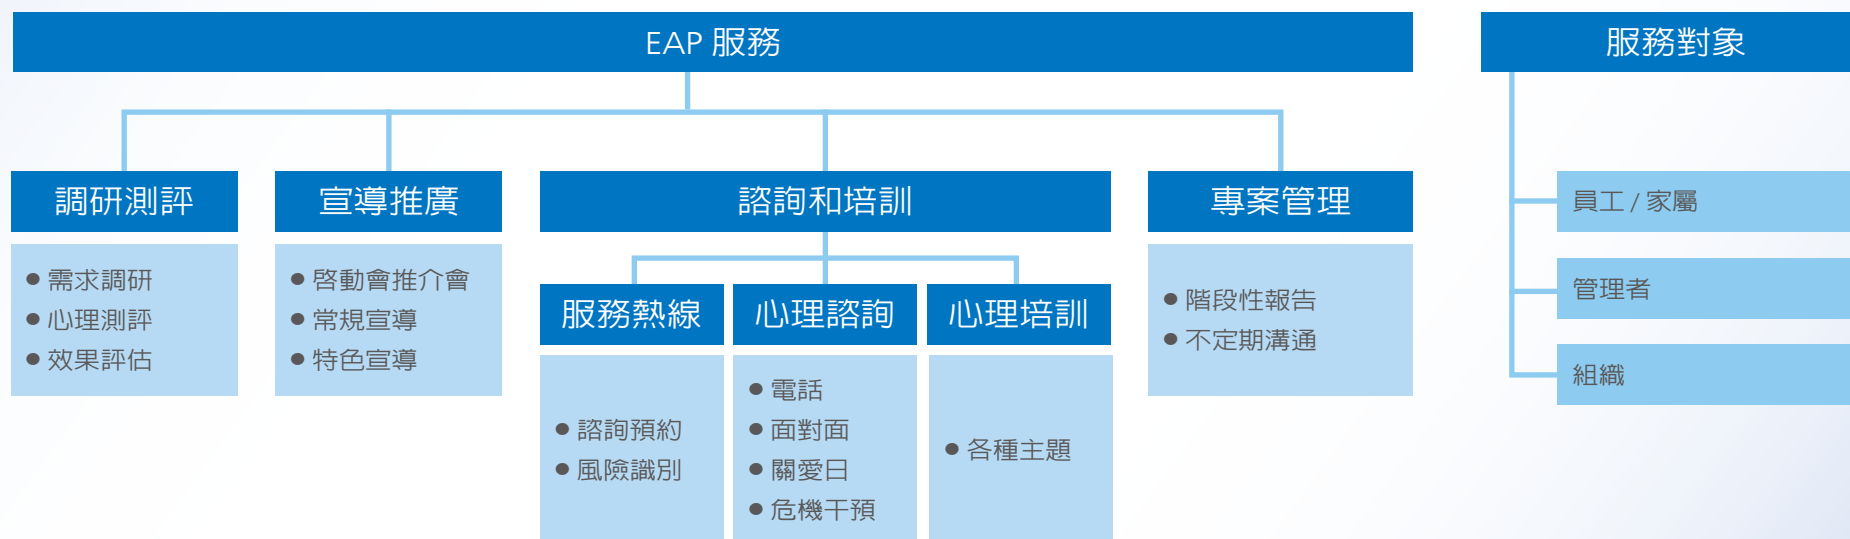 EAP 服務
調研測評
● 需求調研
● 心理測評
● 效果評估
宣導推廣
● 啓動會推介會
● 常規宣導
● 特色宣導
諮詢和培訓
服務熱線
● 諮詢預約
● 風險識別
心理諮詢
● 電話
● 面對面
● 關愛日
● 危機干預
心理培訓
● 各種主題
專案管理
● 階段性報告
● 不定期溝通
服務對象
員工 / 家屬
管理者
組織